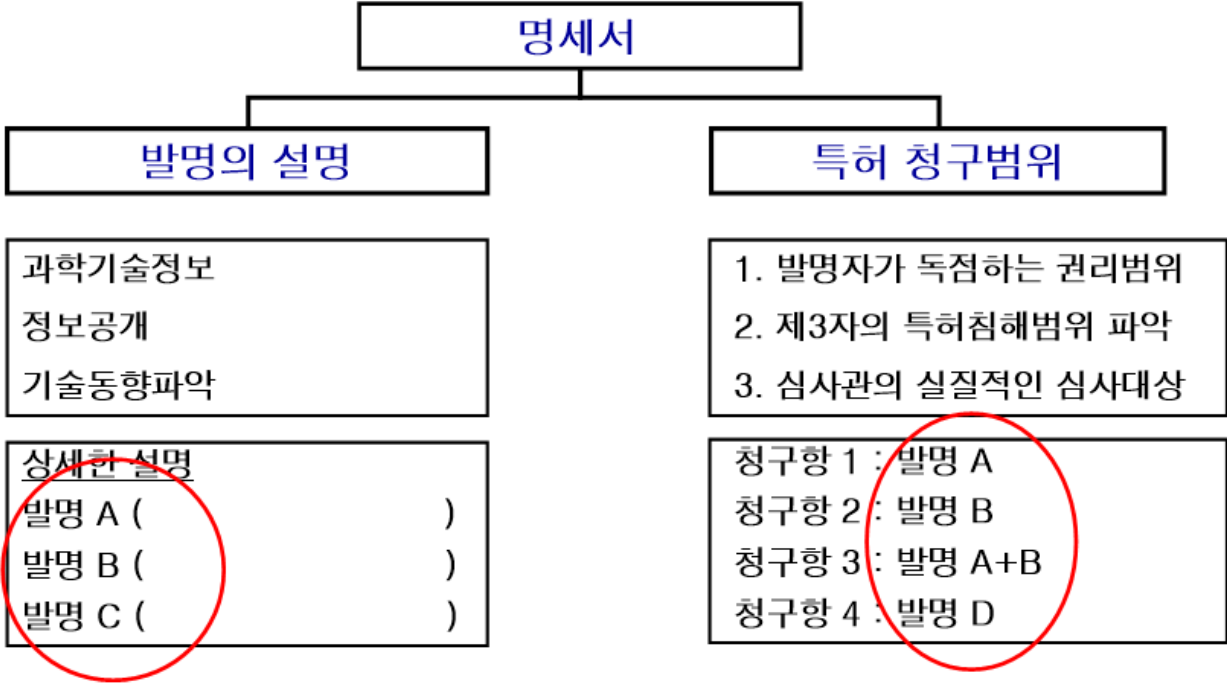 명세서
발명의 설명
과학기술정보
정보공개
기술동향파악
상세한 설명
발명 A (                    )
발명 B (                    )
발명 C (                    )
특허 청구범위
1. 발명자가 독점하는 권리범위
2. 제3자의 특허침해범위 파악
3. 심사관의 실질적인 심사대상
청구항 1 : 발명 A
청구항 2 : 발명 B
청구항 3 : 발명 A+B
청구항 4 : 발명 D